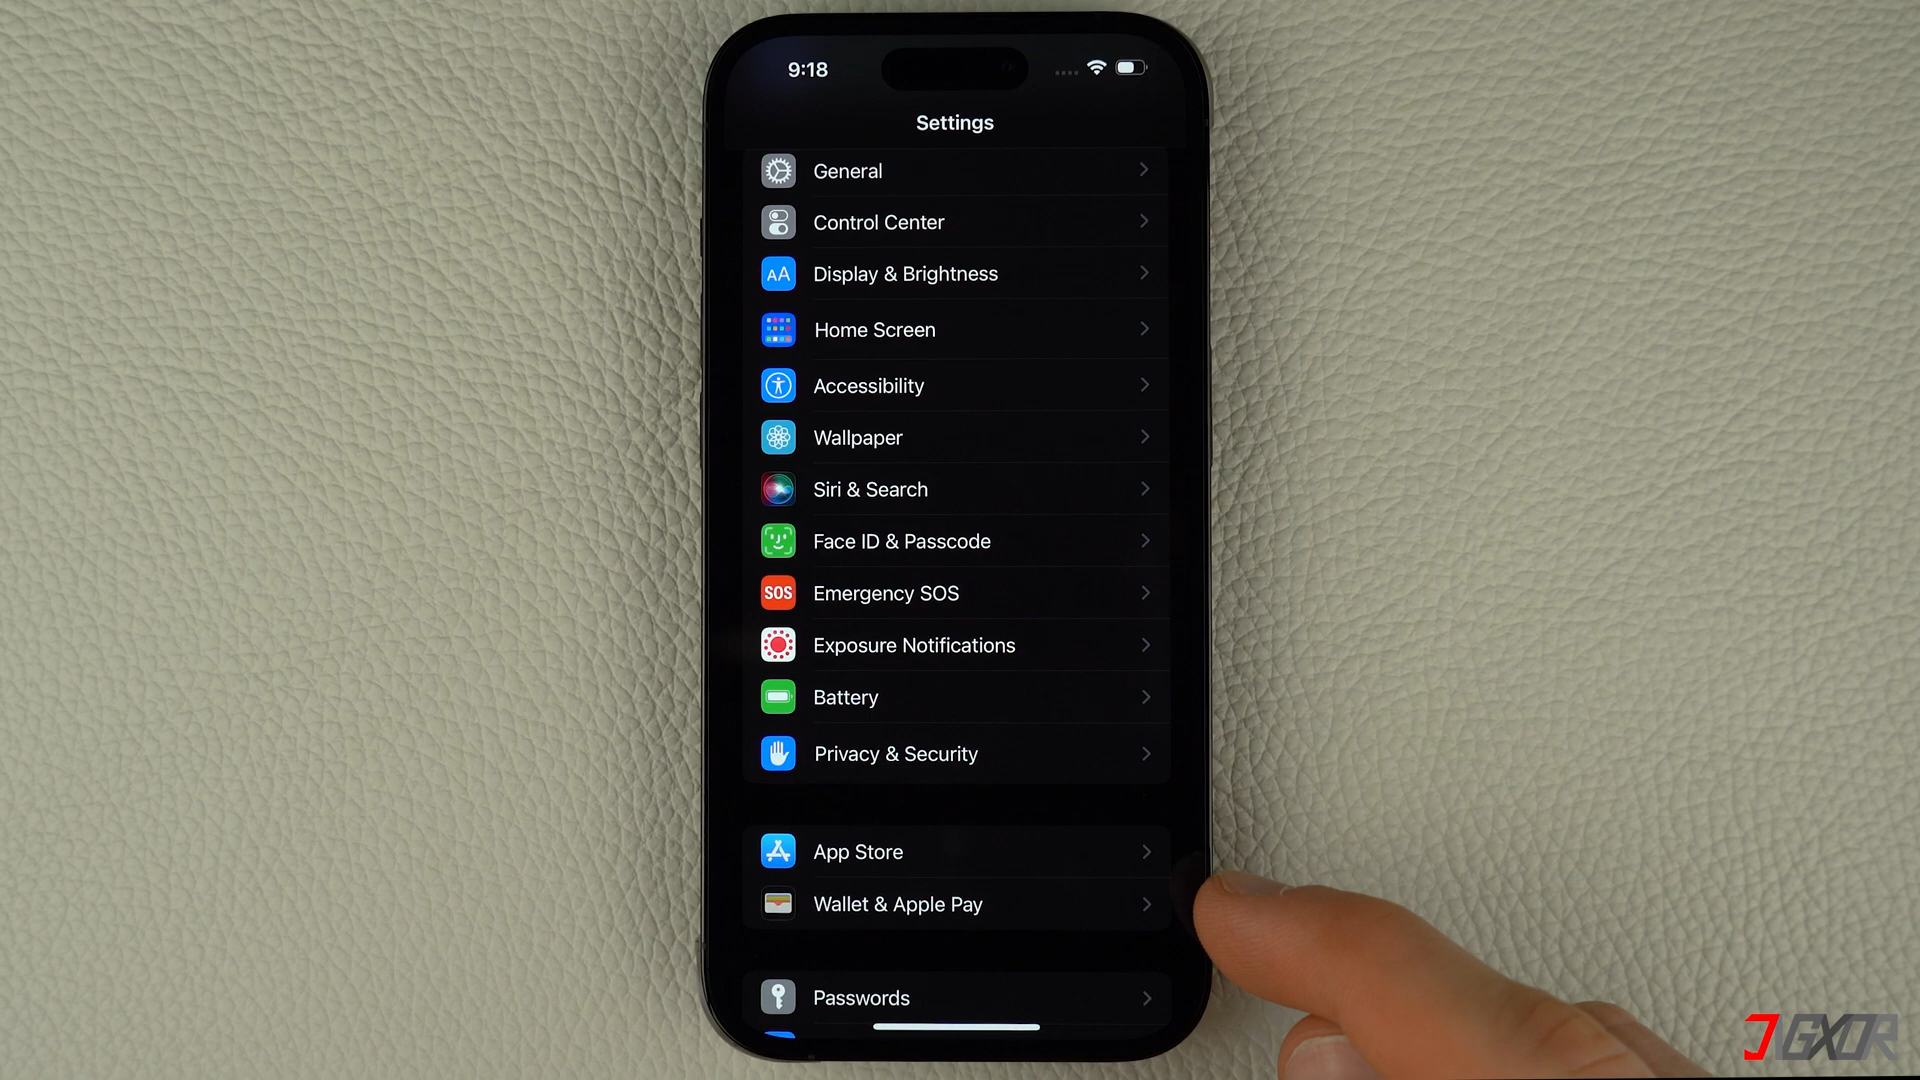 9:18
Settings
General
Control Center
AA Display & Brightness
Home Screen
Accessibility
Wallpaper
Siri & Search
Face ID & Passcode
SOS Emergency SOS
Exposure Notifications
Battery
Privacy & Security
App Store
Wallet & Apple Pay
Passwords
JIGXOR